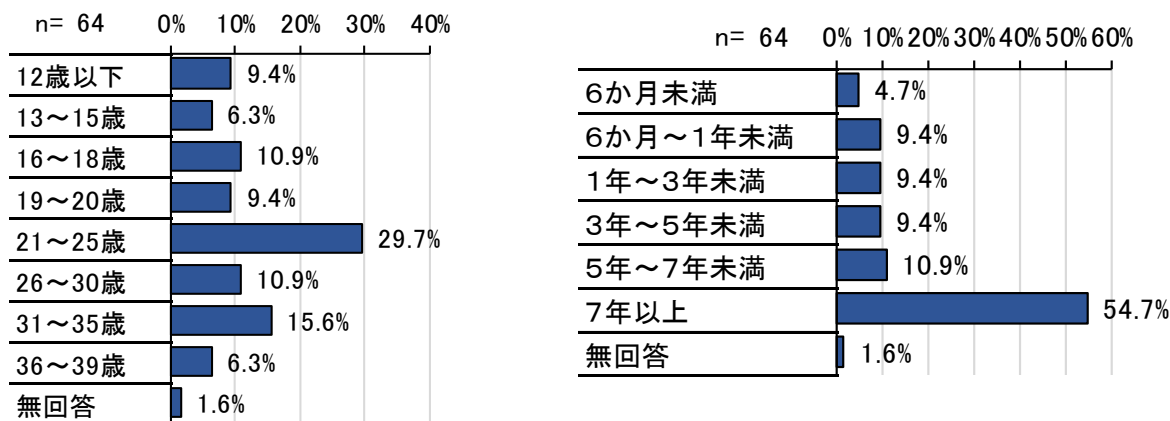 n= 64 0% 10% 20% 30% 40%
12歳以下 9.4%
13～15歳 6.3%
16～18歳 10.9%
19～20歳 9.4%
21～25歳 29.7%
26～30歳 10.9%
31～35歳 15.6%
36～39歳 6.3%
無回答 1.6%
n= 64 0% 10% 20% 30% 40% 50% 60%
６か月未満 4.7%
６か月～１年未満 9.4%
１年～３年未満 9.4%
３年～５年未満 9.4%
５年～７年未満 10.9%
７年以上 54.7%
無回答 1.6%